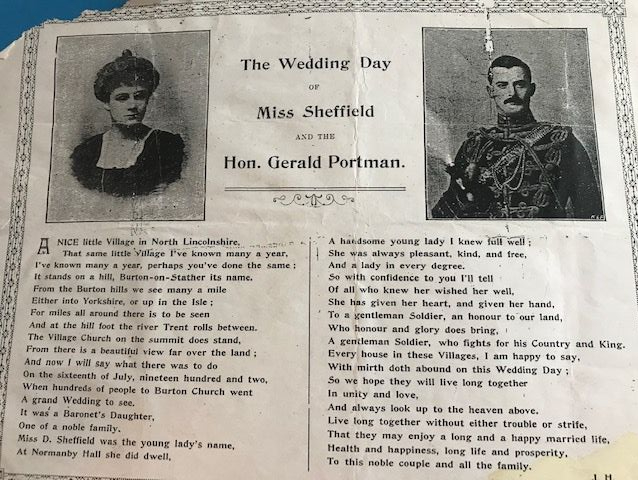 The Wedding Day
OF
Miss Sheffield
AND THE
Hon. Gerald Portman.
A NICE little Village in North Lincolnshire,
That same little Village I've known many a year,
I've known many a year, perhaps you've done the same;
It stands on a hill, Burton-on-Stather its name.
From the Burton hills we see many a mile
Either into Yorkshire, or up in the Isle;
For miles all around there is to be seen
And at the hill foot the river Trent rolls between.
The Village Church on the summit does stand,
From there is a beautiful view far over the land;
And now I will say what there was to do
On the sixteenth of July, nineteen hundred and two,
When hundreds of people to Burton Church went
A grand Wedding to see.
It was a Baronet's Daughter,
One of a noble family.
Miss D. Sheffield was the young lady's name,
At Normanby Hall she did dwell,
A handsome young lady I knew full well;
She was always pleasant, kind, and free,
And a lady in every degree.
So with confidence to you I'll tell
Of all who knew her wished her well,
She has given her heart, and given her hand,
To a gentleman Soldier, an honour to our land,
Who honour and glory does bring,
A gentleman Soldier, who fights for his Country and King.
Every house in these Villages, I am happy to say,
With mirth doth abound on this Wedding Day;
So we hope they will live long together
In unity and love,
And always look up to the heaven above.
Live long together without either trouble or strife,
That they may enjoy a long and a happy married life,
Health and happiness, long life and prosperity,
To this noble couple and all the family.
J. H.